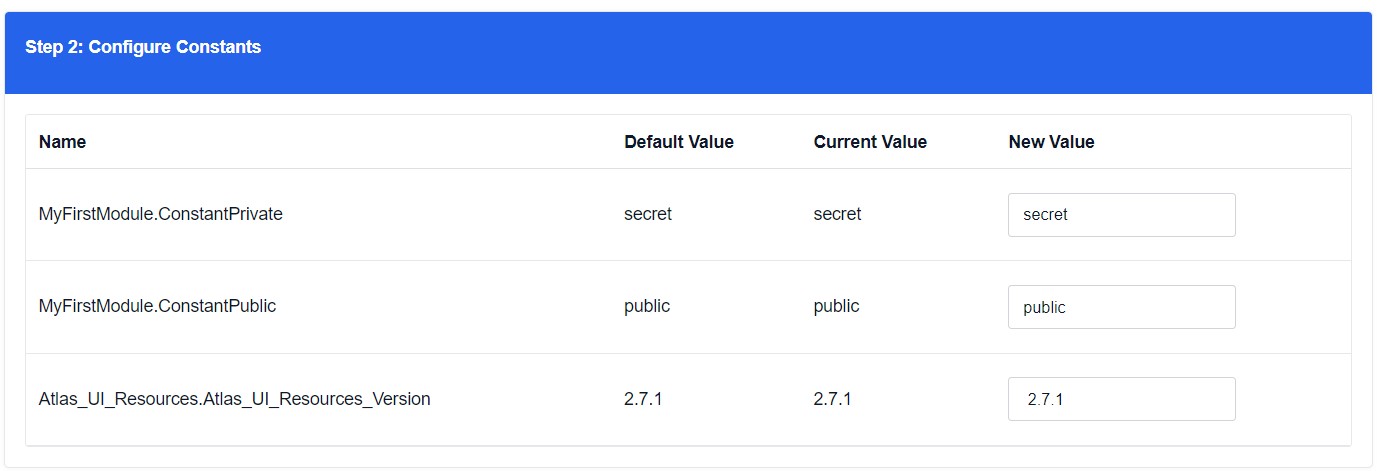 Step 2: Configure Constants
Name Default Value Current Value New Value
MyFirstModule.ConstantPrivate secret secret secret
MyFirstModule.ConstantPublic public public public
Atlas_UI_Resources.Atlas_UI_Resources_Version 2.7.1 2.7.1 2.7.1